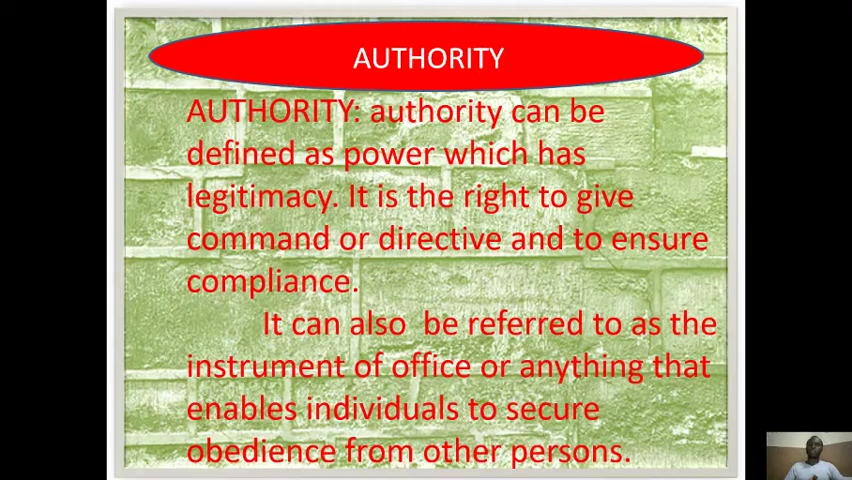 AUTHORITY
AUTHORITY: authority can be
defined as power which has
legitimacy. It is the right to give
command or directive and to ensure
compliance.
It can also be referred to as the
instrument of office or anything that
enables individuals to secure
obedience from other persons.